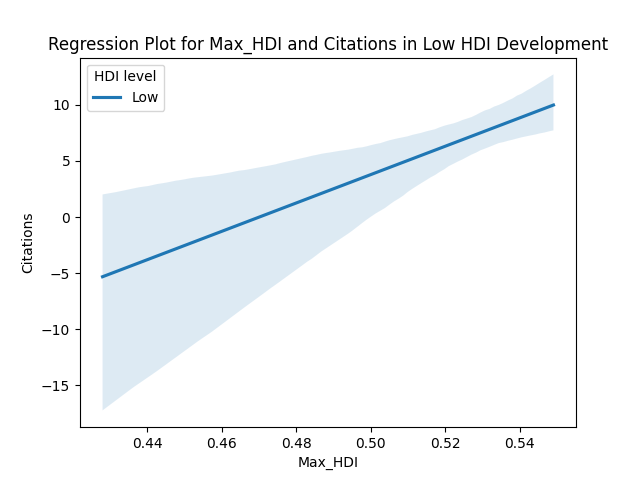 Regression Plot for Max_HDI and Citations in Low HDI Development
HDI level
Low
10
5
0
−5
−10
−15
Citations
0.44 0.46 0.48 0.50 0.52 0.54
Max_HDI